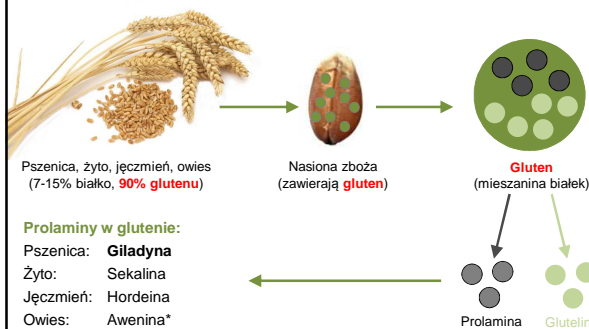 Pszenica, żyto, jęczmień, owies
(7-15% białko, 90% glutenu)
Nasiona zboża
(zawierają gluten)
Gluten
(mieszanina białek)
Prolaminy w glutenie:
Pszenica: Giladyna
Żyto: Sekalina
Jęczmień: Hordeina
Owies: Awenina*
Prolamina
Glutelin